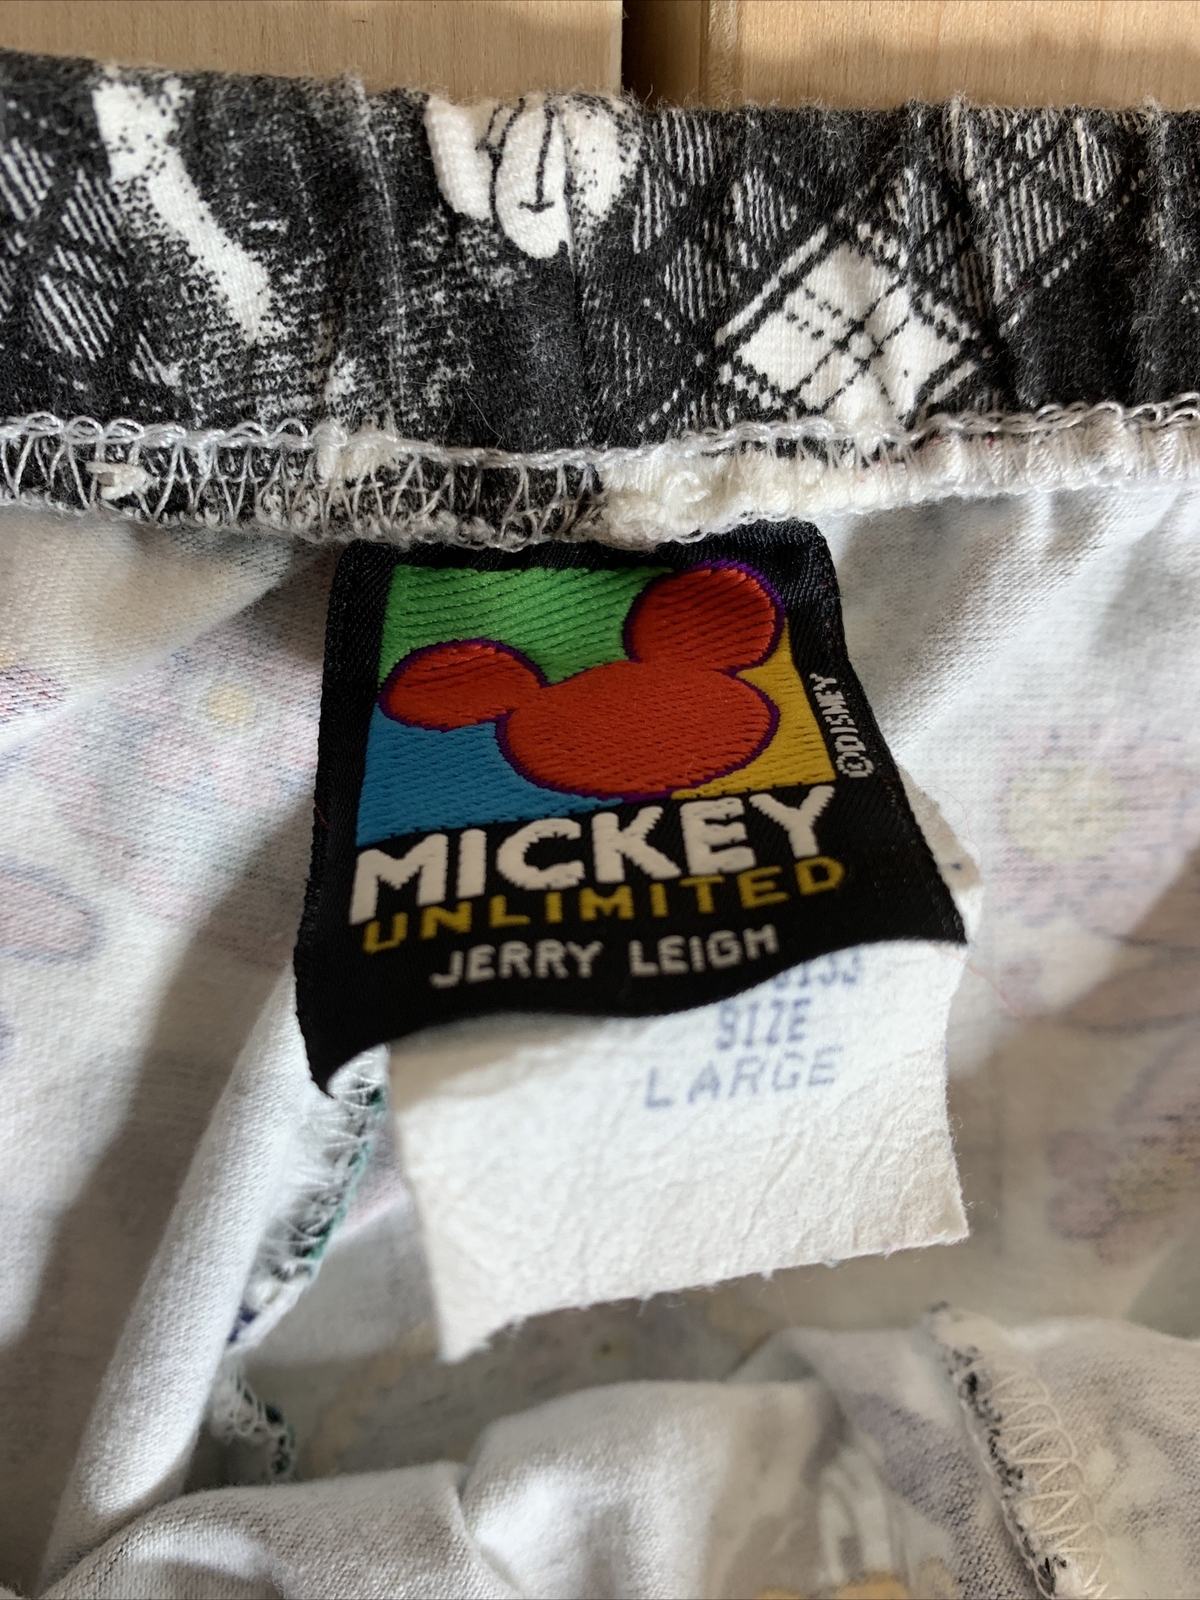 ©DISNEY
MICKEY
UNLIMITED
JERRY LEIGH
SIZE
LARGE